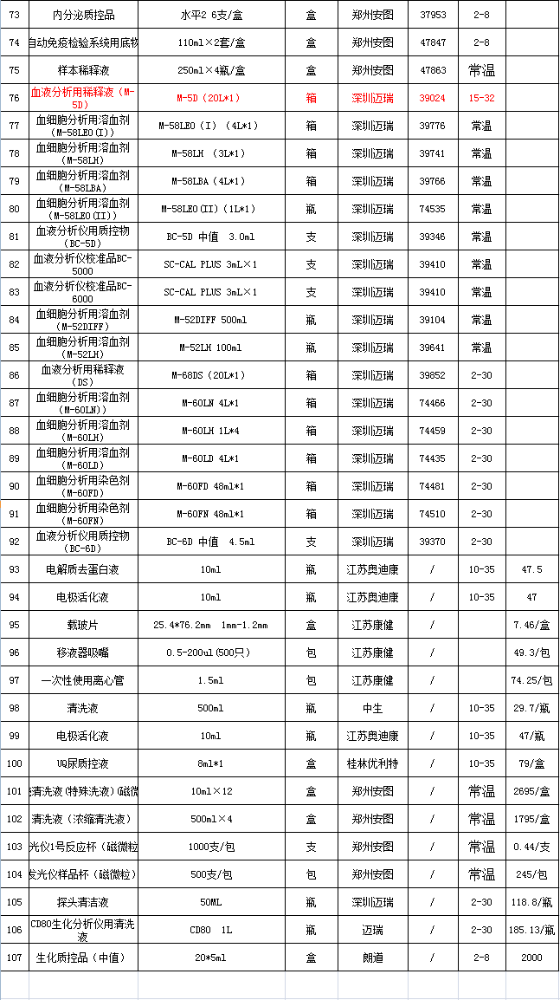 73 内分泌质控品 水平2 6支/盒 盒 郑州安图 37953 2-8
74 自动免疫检验系统用底物 110ml×2套/盒 盒 郑州安图 47847 2-8
75 样本稀释液 250ml×4瓶/盒 盒 郑州安图 47863 常温
76 血液分析用稀释液（M-5D） M-5D（20L*1） 箱 深圳迈瑞 39024 15-32
77 血细胞分析用溶血剂（M-58LEO(I)） M-58LEO（I）（4L*1） 箱 深圳迈瑞 39776 常温
78 血细胞分析用溶血剂（M-58LH） M-58LH （3L*1） 箱 深圳迈瑞 39741 常温
79 血细胞分析用溶血剂（M-58LBA） M-58LBA（4L*1） 箱 深圳迈瑞 39766 常温
80 血细胞分析用溶血剂（M-58LEO(II)） M-58LEO(II)（1L*1） 瓶 深圳迈瑞 74535 常温
81 血液分析仪用质控物（BC-5D） BC-5D 中值 3.0ml 支 深圳迈瑞 39346 常温
82 血液分析仪校准品BC-5000 SC-CAL PLUS 3mL×1 支 深圳迈瑞 39410 常温
83 血液分析仪校准品BC-6000 SC-CAL PLUS 3mL×1 支 深圳迈瑞 39410 常温
84 血细胞分析用溶血剂（M-52DIFF） M-52DIFF 500ml 瓶 深圳迈瑞 39104 常温
85 血细胞分析用溶血剂（M-52LH） M-52LH 100ml 瓶 深圳迈瑞 39641 常温
86 血液分析用稀释液（DS） M-68DS（20L*1） 箱 深圳迈瑞 39852 2-30
87 血细胞分析用溶血剂（M-60LN)） M-60LN 4L*1 箱 深圳迈瑞 74466 2-30
88 血细胞分析用溶血剂（M-60LH） M-60LH 1L*4 箱 深圳迈瑞 74459 2-30
89 血细胞分析用溶血剂（M-60LD） M-60LD 4L*1 箱 深圳迈瑞 74435 2-30
90 血细胞分析用染色剂（M-60FD） M-60FD 48ml*1 箱 深圳迈瑞 74481 2-30
91 血细胞分析用染色剂（M-60FN） M-60FN 48ml*1 箱 深圳迈瑞 74510 2-30
92 血液分析仪用质控物（BC-6D） BC-6D 中值 4.5ml 支 深圳迈瑞 39370 2-30
93 电解质去蛋白液 10ml 瓶 江苏奥迪康 / 10-35 47.5
94 电极活化液 10ml 瓶 江苏奥迪康 / 10-35 47
95 载玻片 25.4*76.2mm 1mm-1.2mm 盒 江苏康健 / 7.46/盒
96 移液器吸嘴 0.5-200ul(500只) 包 江苏康健 / 49.3/包
97 一次性使用离心管 1.5ml 包 江苏康健 / 74.25/包
98 清洗液 500ml 瓶 中生 / 10-35 29.7/瓶
99 电极活化液 10ml 瓶 江苏奥迪康 / 10-35 47/瓶
100 UQ尿质控液 8ml*1 盒 桂林优利特 / 10-35 79/盒
101 清洗液(特殊洗液)(磁微 10ml×12 盒 郑州安图 / 常温 2695/盒
102 清洗液（浓缩清洗液） 500ml×4 盒 郑州安图 / 常温 1795/盒
103 光仪1号反应杯（磁微粒 1000支/包 支 郑州安图 / 常温 0.44/支
104 发光仪样品杯（磁微粒） 500支/包 包 郑州安图 / 常温 245/包
105 探头清洁液 50ML 瓶 深圳迈瑞 / 2-30 118.8/瓶
106 CD80生化分析仪用清洗液 CD80 1L 瓶 迈瑞 / 2-30 185.13/瓶
107 生化质控品（中值） 20*5ml 盒 朗道 / 2-8 2000